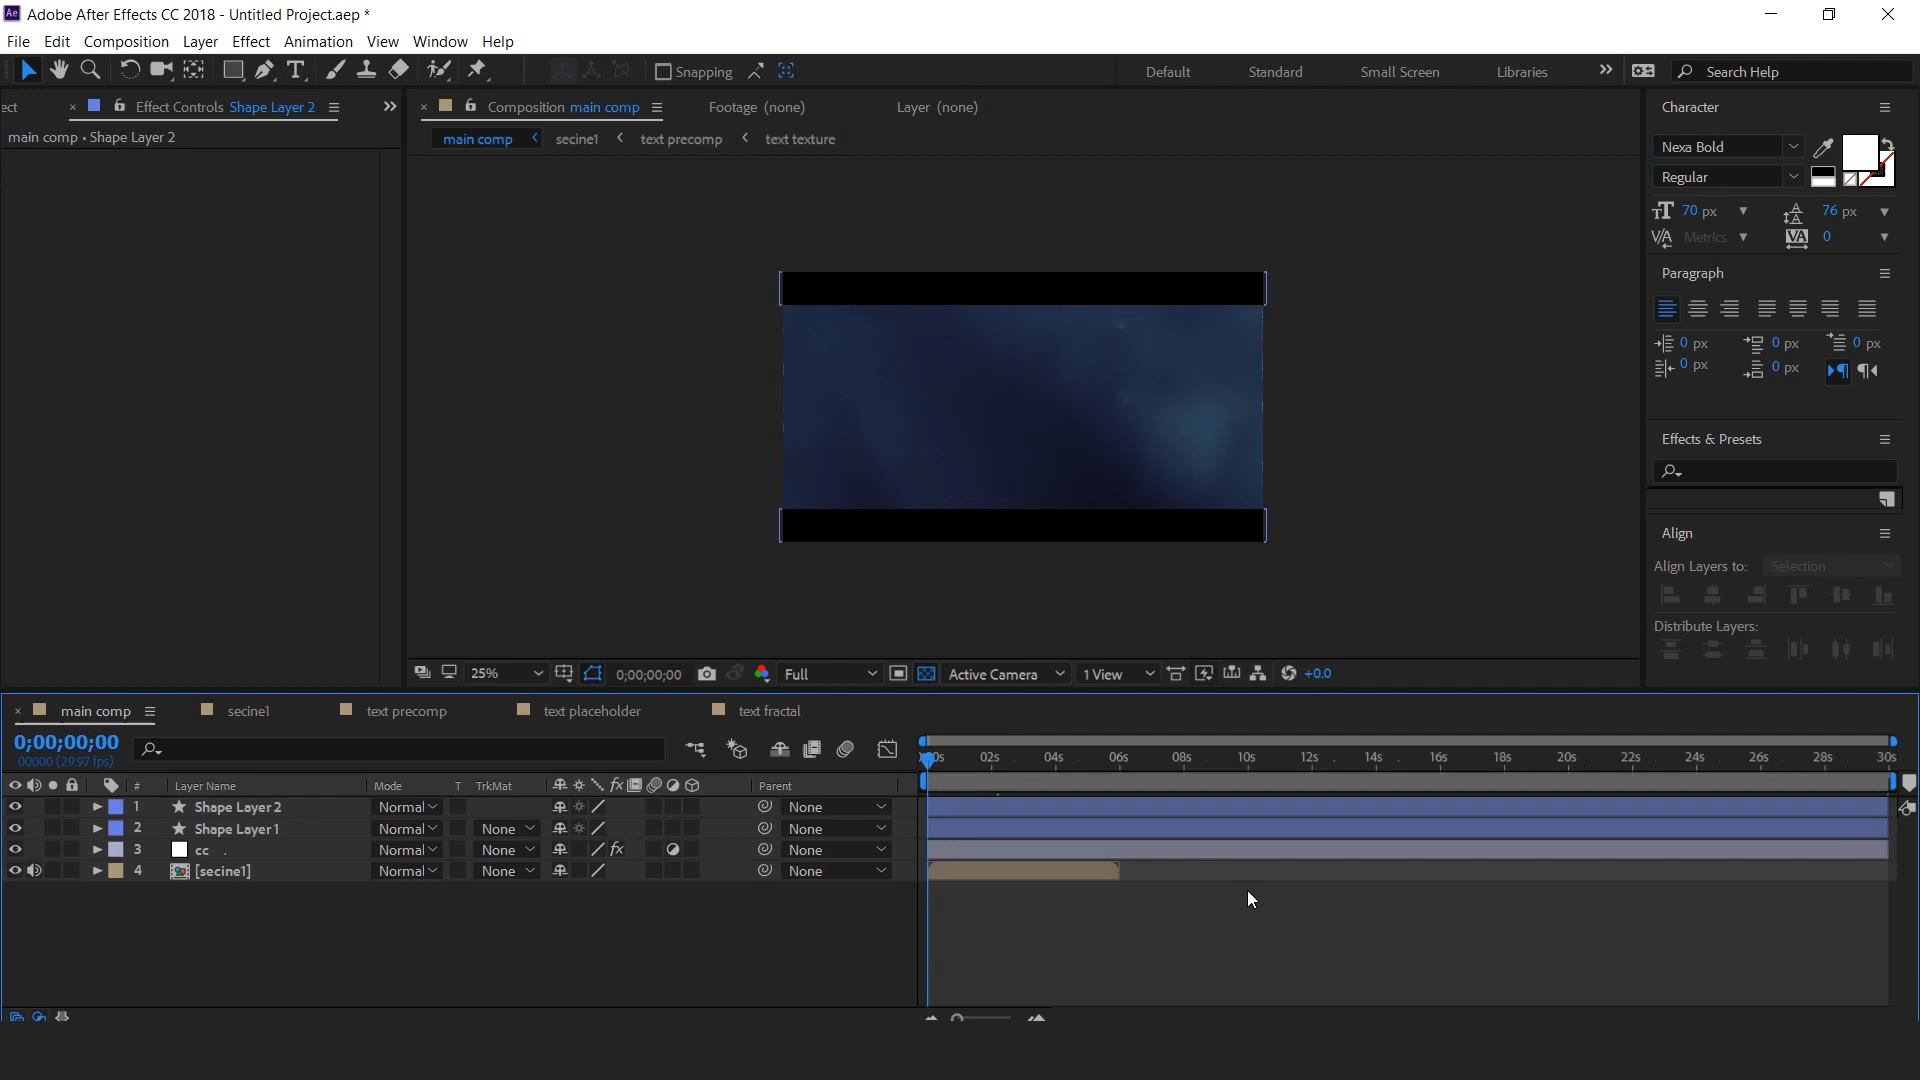 Adobe After Effects CC 2018 - Untitled Project.aep *
File Edit Composition Layer Effect Animation View Window Help
Snapping Default Standard Small Screen Libraries Search Help
ect Effect Controls Shape Layer 2 Composition main comp Footage (none) Layer (none) Character
main comp • Shape Layer 2 main comp secine1 text precomp text texture
Nexa Bold
Regular
70 px 76 px
Metrics 0
Paragraph
0 px 0 px 0 px
0 px 0 px
Effects & Presets
Align
Align Layers to: Selection
Distribute Layers:
25% 0;00;00;00 Full Active Camera 1 View +0.0
main comp secine1 text precomp text placeholder text fractal
0;00;00;00
00000 (29.97 fps)
00s 02s 04s 06s 08s 10s 12s 14s 16s 18s 20s 22s 24s 26s 28s 30s
# Layer Name Mode T TrkMat Parent
1 Shape Layer 2 Normal None
2 Shape Layer 1 Normal None None
3 cc . Normal None fx None
4 [secine1] Normal None None